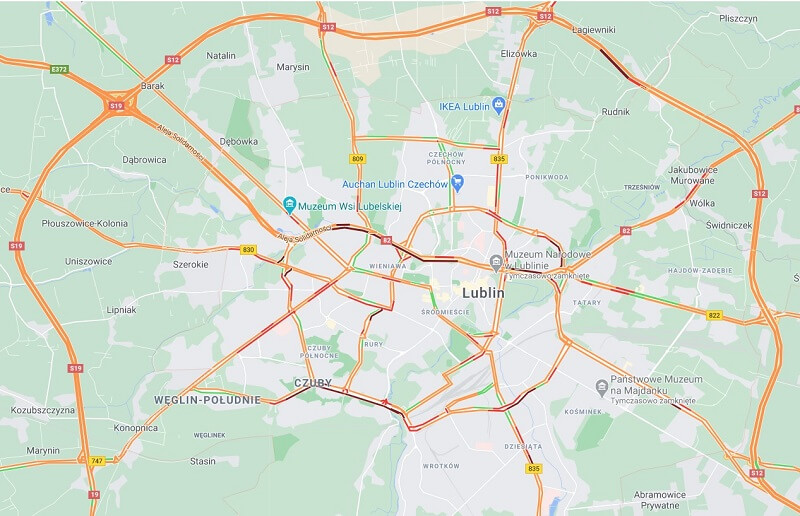 S12
Łagiewniki
Pliszczyn
Natalin
S12
Marysin
Elizówka
E372
Barak
S19
IKEA Lublin
Rudnik
Aleja Solidarności
Dębówka
S12
Dąbrowica
809
CZECHÓW
PÓŁNOCNY
835
Jakubowice
Murowane
PONIKWODA
Auchan Lublin Czechów
TRZEŚNIÓW
S12
Muzeum Wsi Lubelskiej
Wólka
Płouszowice-Kolonia
Świdniczek
Aleja Solidarności
82
82
S19
830
Muzeum Narodowe
w Lublinie
Tymczasowo zamknięte
Uniszowice
Szerokie
WIENIAWA
HAJDÓW-ZADĘBIE
Lublin
TATARY
Lipniak
ŚRÓDMIEŚCIE
822
S12
CZUBY
PÓŁNOCNE
RURY
S19
CZUBY
Państwowe Muzeum
na Majdanku
Tymczasowo zamknięte
WĘGLIN-POŁUDNIE
Kozubszczyzna
KOŚMINEK
Konopnica
WĘGLINEK
Marynin
DZIESIĄTA
747
Stasin
WROTKÓW
835
S12
19
Abramowice
Prywatne